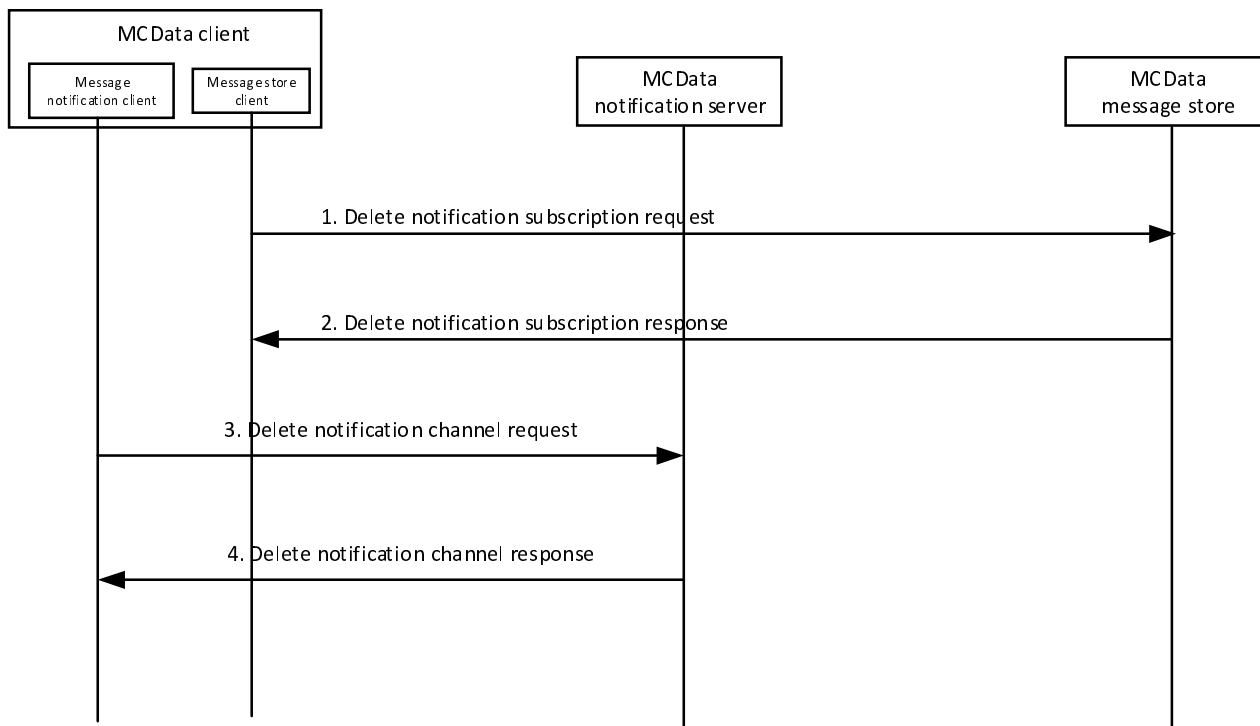 MCData client
Message
notification client
Message store
client
MCData
notification server
MCData
message store
1. Delete notification subscription request
2. Delete notification subscription response
3. Delete notification channel request
4. Delete notification channel response